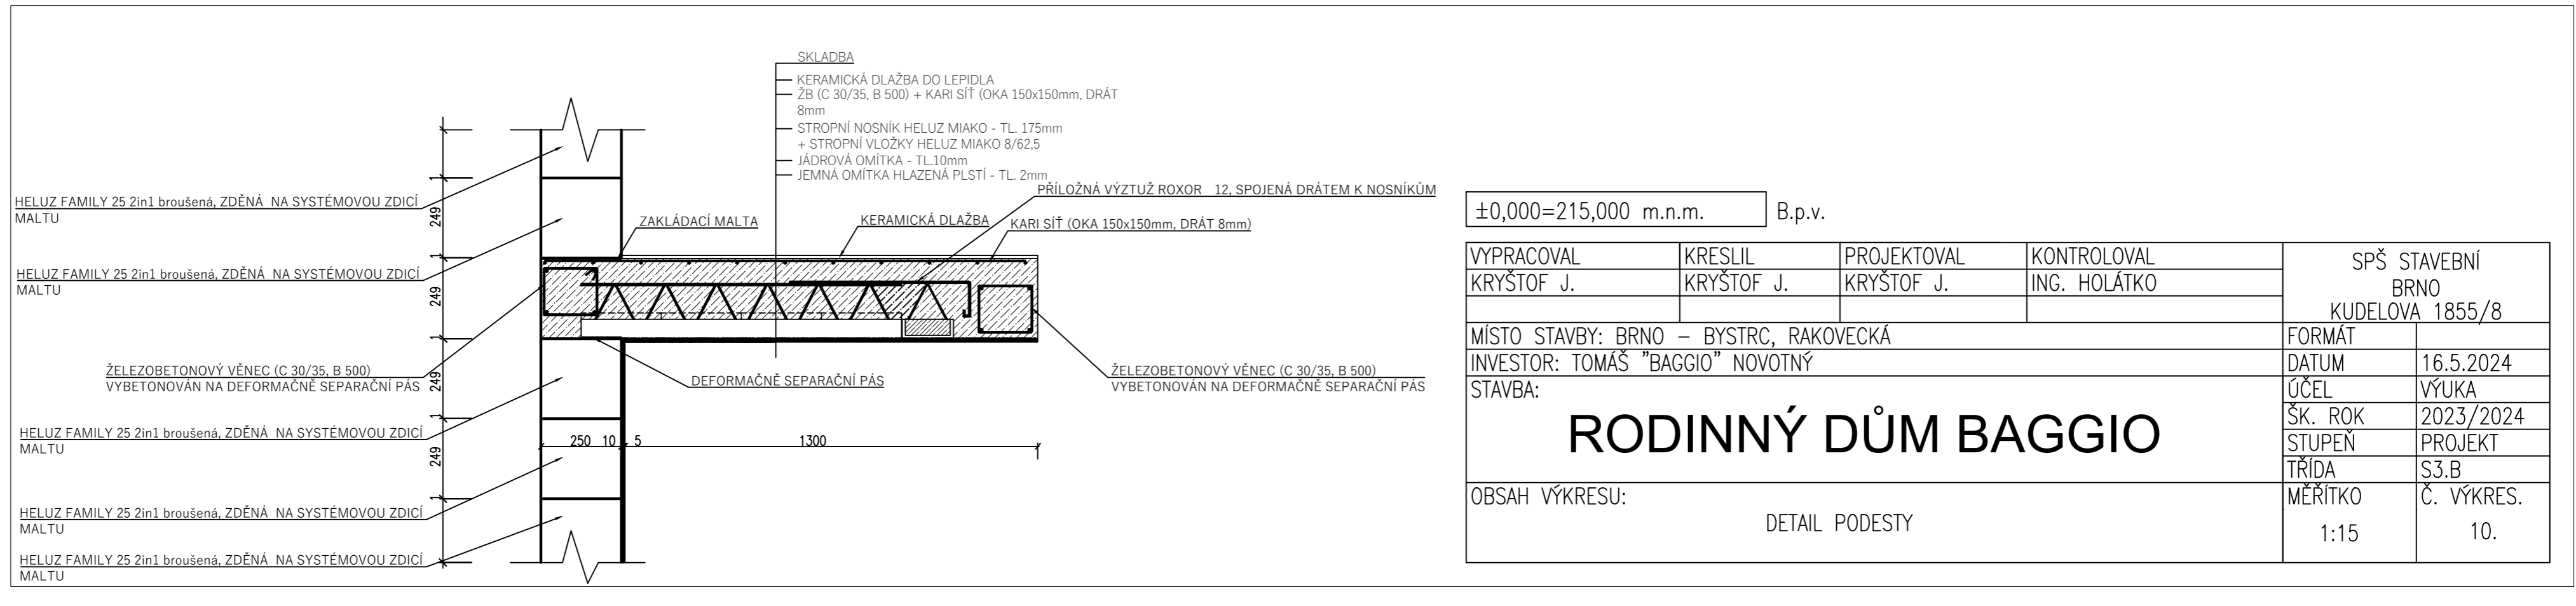 SKLADBA
KERAMICKÁ DLAŽBA DO LEPIDLA
ŽB (C 30/35, B 500) + KARI SÍŤ (OKA 150x150mm, DRÁT
8mm
STROPNÍ NOSNÍK HELUZ MIAKO - TL. 175mm
+ STROPNÍ VLOŽKY HELUZ MIAKO 8/62,5
JÁDROVÁ OMÍTKA - TL.10mm
JEMNÁ OMÍTKA HLAZENÁ PLSTÍ - TL. 2mm
PŘÍLOŽNÁ VÝZTUŽ ROXOR 12, SPOJENÁ DRÁTEM K NOSNÍKŮM
ZAKLÁDACÍ MALTA
KERAMICKÁ DLAŽBA
KARI SÍŤ (OKA 150x150mm, DRÁT 8mm)
HELUZ FAMILY 25 2in1 broušená, ZDĚNÁ NA SYSTÉMOVOU ZDICÍ
MALTU
HELUZ FAMILY 25 2in1 broušená, ZDĚNÁ NA SYSTÉMOVOU ZDICÍ
MALTU
ŽELEZOBETONOVÝ VĚNEC (C 30/35, B 500)
VYBETONOVÁN NA DEFORMAČNĚ SEPARAČNÍ PÁS
DEFORMAČNĚ SEPARAČNÍ PÁS
ŽELEZOBETONOVÝ VĚNEC (C 30/35, B 500)
VYBETONOVÁN NA DEFORMAČNĚ SEPARAČNÍ PÁS
HELUZ FAMILY 25 2in1 broušená, ZDĚNÁ NA SYSTÉMOVOU ZDICÍ
MALTU
HELUZ FAMILY 25 2in1 broušená, ZDĚNÁ NA SYSTÉMOVOU ZDICÍ
MALTU
HELUZ FAMILY 25 2in1 broušená, ZDĚNÁ NA SYSTÉMOVOU ZDICÍ
MALTU
1
249
1
249
1
249
1
249
1
250 10 5 1300
±0,000=215,000 m.n.m. B.p.v.
VYPRACOVAL KRESLIL PROJEKTOVAL KONTROLOVAL
KRYŠTOF J. KRYŠTOF J. KRYŠTOF J. ING. HOLÁTKO
SPŠ STAVEBNÍ
BRNO
KUDELOVA 1855/8
MÍSTO STAVBY: BRNO – BYSTRC, RAKOVECKÁ
INVESTOR: TOMÁŠ "BAGGIO" NOVOTNÝ
STAVBA:
RODINNÝ DŮM BAGGIO
OBSAH VÝKRESU:
DETAIL PODESTY
FORMÁT
DATUM 16.5.2024
ÚČEL VÝUKA
ŠK. ROK 2023/2024
STUPEŇ PROJEKT
TŘÍDA S3.B
MĚŘÍTKO Č. VÝKRES.
1:15 10.